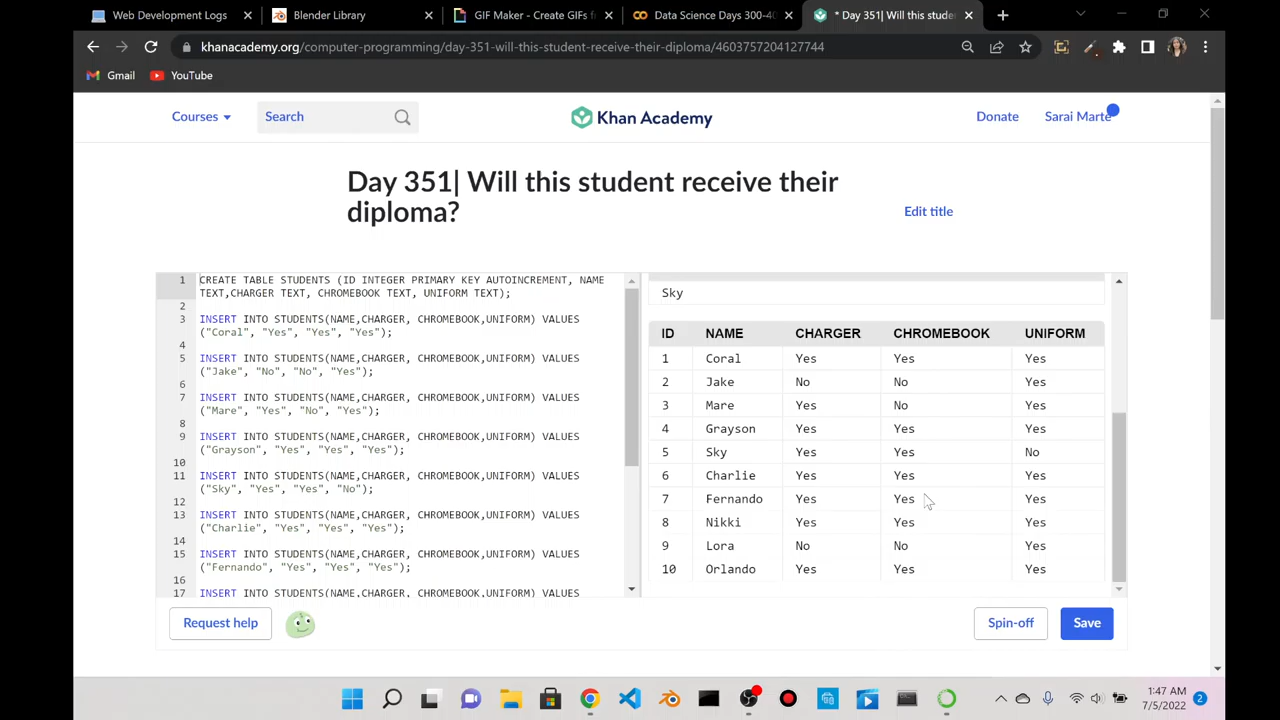 Web Development Logs
Blender Library
GIF Maker - Create GIFs f
Data Science Days 300-40
* Day 351| Will this stude
khanacademy.org/computer-programming/day-351-will-this-student-receive-their-diploma/4603757204127744
Gmail
YouTube
Courses
Search
Khan Academy
Donate
Sarai Marte
Day 351| Will this student receive their
diploma?
Edit title
1 CREATE TABLE STUDENTS (ID INTEGER PRIMARY KEY AUTOINCREMENT, NAME
TEXT,CHARGER TEXT, CHROMEBOOK TEXT, UNIFORM TEXT);
2
3 INSERT INTO STUDENTS(NAME,CHARGER, CHROMEBOOK,UNIFORM) VALUES
("Coral", "Yes", "Yes", "Yes");
4
5 INSERT INTO STUDENTS(NAME,CHARGER, CHROMEBOOK,UNIFORM) VALUES
("Jake", "No", "No", "Yes");
6
7 INSERT INTO STUDENTS(NAME,CHARGER, CHROMEBOOK,UNIFORM) VALUES
("Mare", "Yes", "No", "Yes");
8
9 INSERT INTO STUDENTS(NAME,CHARGER, CHROMEBOOK,UNIFORM) VALUES
("Grayson", "Yes", "Yes", "Yes");
10
11 INSERT INTO STUDENTS(NAME,CHARGER, CHROMEBOOK,UNIFORM) VALUES
("Sky", "Yes", "Yes", "No");
12
13 INSERT INTO STUDENTS(NAME,CHARGER, CHROMEBOOK,UNIFORM) VALUES
("Charlie", "Yes", "Yes", "Yes");
14
15 INSERT INTO STUDENTS(NAME,CHARGER, CHROMEBOOK,UNIFORM) VALUES
("Fernando", "Yes", "Yes", "Yes");
16
17 INSERT INTO STUDENTS(NAME,CHARGER, CHROMEBOOK,UNIFORM) VALUES
Sky
ID NAME CHARGER CHROMEBOOK UNIFORM
1 Coral Yes Yes Yes
2 Jake No No Yes
3 Mare Yes No Yes
4 Grayson Yes Yes Yes
5 Sky Yes Yes No
6 Charlie Yes Yes Yes
7 Fernando Yes Yes Yes
8 Nikki Yes Yes Yes
9 Lora No No Yes
10 Orlando Yes Yes Yes
Request help
Spin-off
Save
1:47 AM
7/5/2022
2